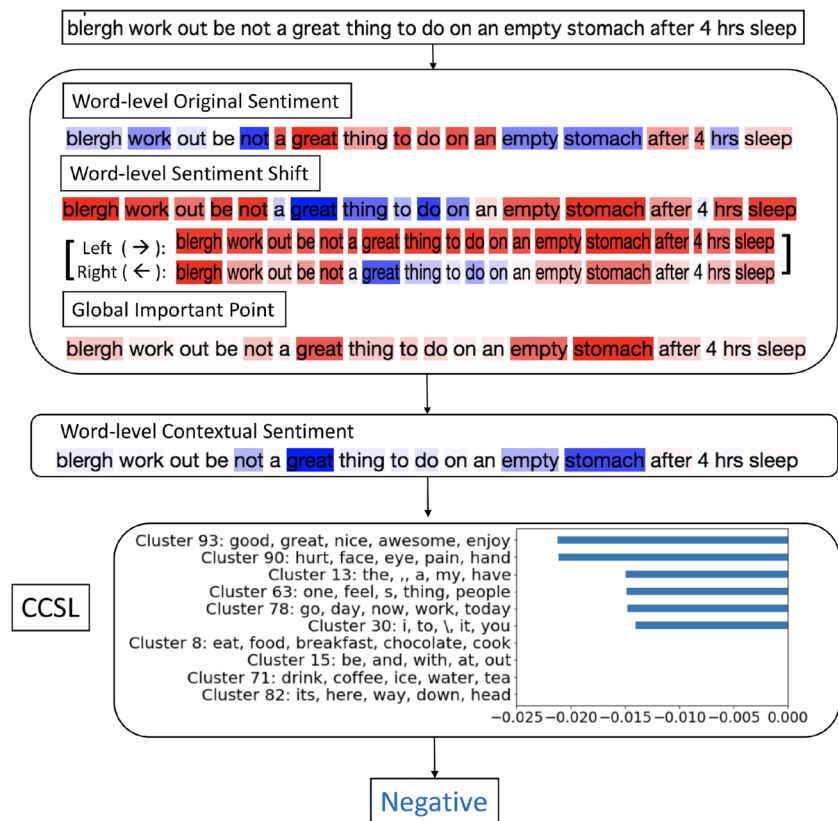 blergh work out be not a great thing to do on an empty stomach after 4 hrs sleep
Word-level Original Sentiment
blergh work out be not a great thing to do on an empty stomach after 4 hrs sleep
Word-level Sentiment Shift
blergh work out be not a great thing to do on an empty stomach after 4 hrs sleep
Left (→): blergh work out be not a great thing to do on an empty stomach after 4 hrs sleep
Right (←): blergh work out be not a great thing to do on an empty stomach after 4 hrs sleep
Global Important Point
blergh work out be not a great thing to do on an empty stomach after 4 hrs sleep
Word-level Contextual Sentiment
blergh work out be not a great thing to do on an empty stomach after 4 hrs sleep
CCSL
Cluster 93: good, great, nice, awesome, enjoy
Cluster 90: hurt, face, eye, pain, hand
Cluster 13: the, ,, a, my, have
Cluster 63: one, feel, s, thing, people
Cluster 78: go, day, now, work, today
Cluster 30: i, to, \, it, you
Cluster 8: eat, food, breakfast, chocolate, cook
Cluster 15: be, and, with, at, out
Cluster 71: drink, coffee, ice, water, tea
Cluster 82: its, here, way, down, head
−0.025 −0.020 −0.015 −0.010 −0.005 0.000
Negative